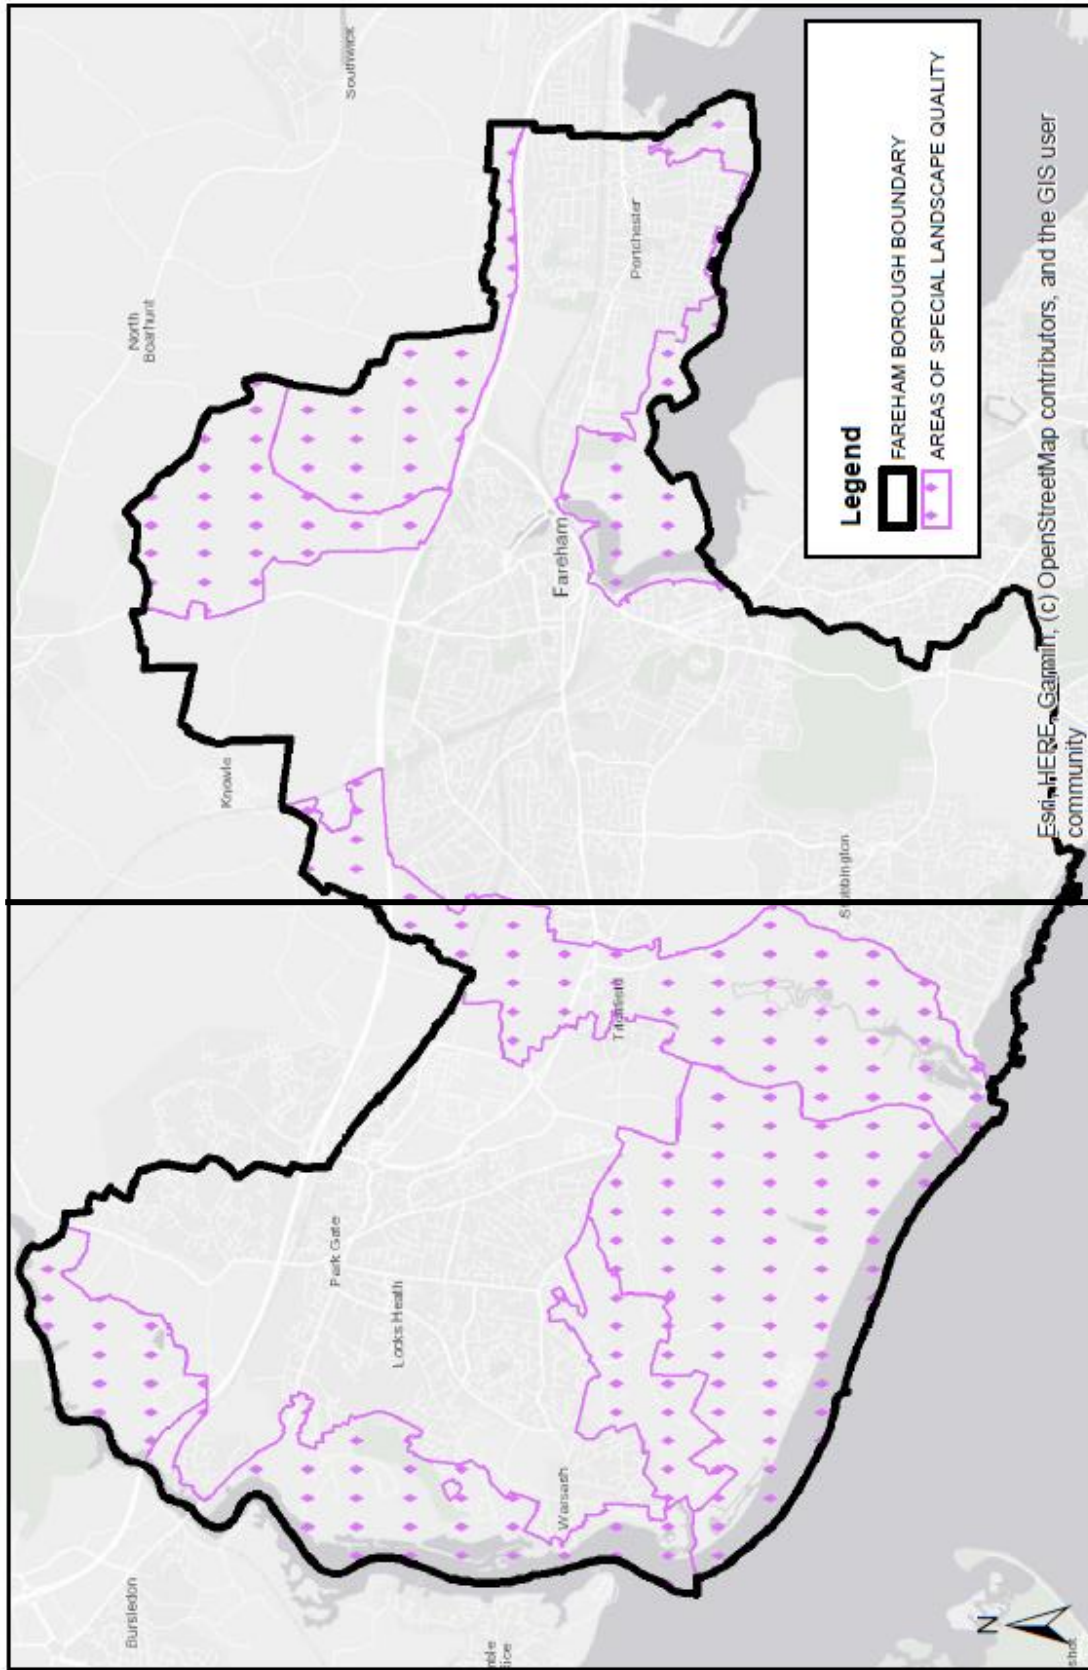 Southwick
North
Boarhunt
Knowle
Portchester
Fareham
Titchfield
Stubbington
Park Gate
Locks Heath
Warsash
Bursledon
N
Legend
FAREHAM BOROUGH BOUNDARY
AREAS OF SPECIAL LANDSCAPE QUALITY
Esri, HERE, Garmin, (c) OpenStreetMap contributors, and the GIS user
community